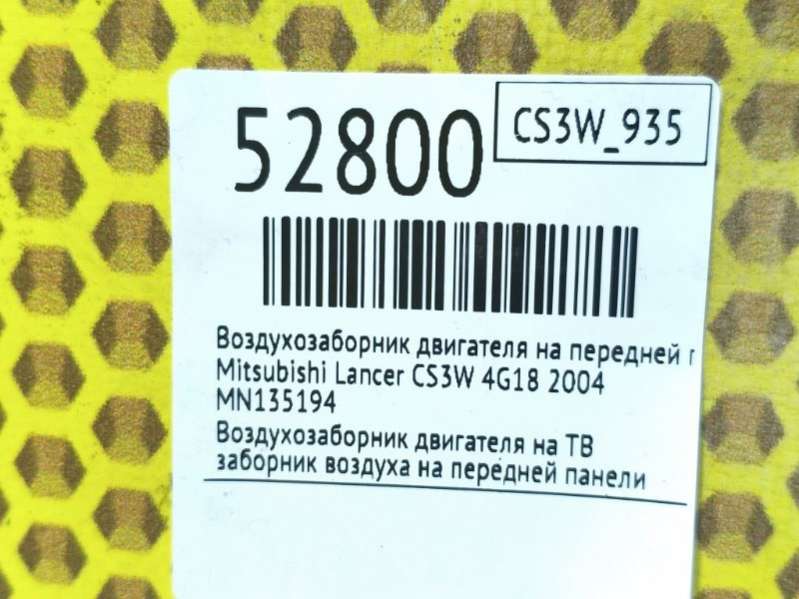 52800
CS3W_935
Воздухозаборник двигателя на передней
Mitsubishi Lancer CS3W 4G18 2004
MN135194
Воздухозаборник двигателя на ТВ
заборник воздуха на передней панели